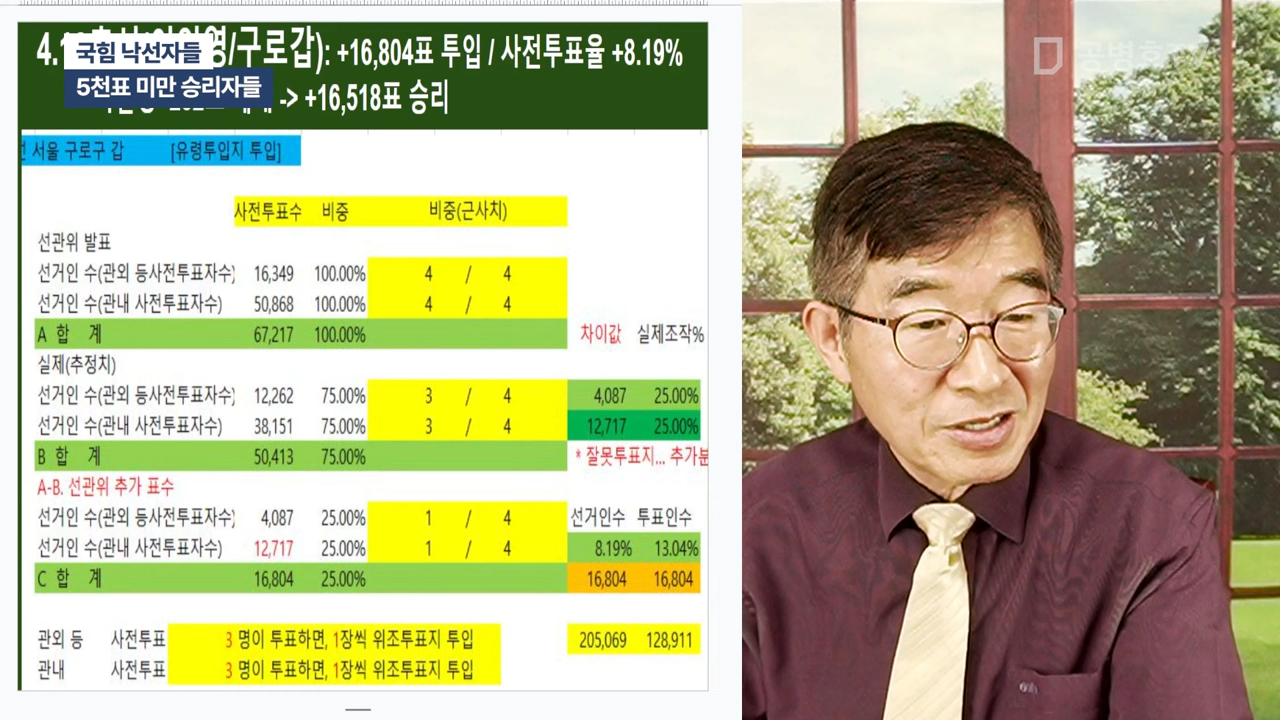 국힘 낙선자들
5천표 미만 승리자들
/구로갑): +16,804표 투입 / 사전투표율 +8.19%
-> +16,518표 승리
서울 구로구 갑 [유령투입지 투입]
사전투표수 비중 비중(근사치)
선관위 발표
선거인 수(관외 등사전투표자수) 16,349 100.00% 4 / 4
선거인 수(관내 사전투표자수) 50,868 100.00% 4 / 4
A 합 계 67,217 100.00% 차이값 실제조작%
실제(추정치)
선거인 수(관외 등사전투표자수) 12,262 75.00% 3 / 4 4,087 25.00%
선거인 수(관내 사전투표자수) 38,151 75.00% 3 / 4 12,717 25.00%
B 합 계 50,413 75.00% * 잘못투표지... 추가분
A-B. 선관위 추가 표수
선거인 수(관외 등사전투표자수) 4,087 25.00% 1 / 4 선거인수 투표인수
선거인 수(관내 사전투표자수) 12,717 25.00% 1 / 4 8.19% 13.04%
C 합 계 16,804 25.00% 16,804 16,804
관외 등 사전투표 3 명이 투표하면, 1장씩 위조투표지 투입 205,069 128,911
관내 사전투표 3 명이 투표하면, 1장씩 위조투표지 투입